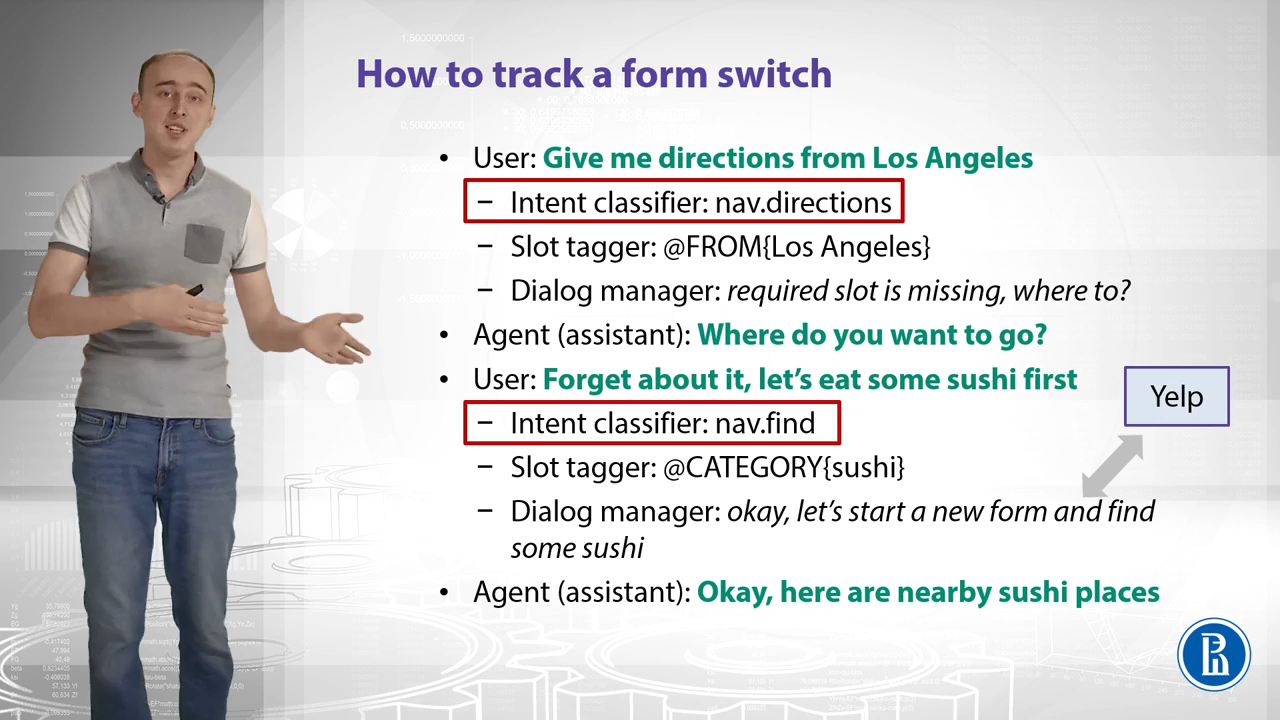 How to track a form switch
• User: Give me directions from Los Angeles
– Intent classifier: nav.directions
– Slot tagger: @FROM{Los Angeles}
– Dialog manager: required slot is missing, where to?
• Agent (assistant): Where do you want to go?
• User: Forget about it, let's eat some sushi first
Yelp
– Intent classifier: nav.find
– Slot tagger: @CATEGORY{sushi}
– Dialog manager: okay, let's start a new form and find
some sushi
• Agent (assistant): Okay, here are nearby sushi places